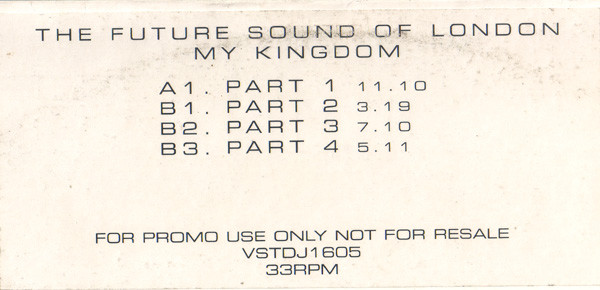 THE FUTURE SOUND OF LONDON
MY KINGDOM
A1. PART 1 11.10
B1. PART 2 3.19
B2. PART 3 7.10
B3. PART 4 5.11
FOR PROMO USE ONLY NOT FOR RESALE
VSTDJ1605
33RPM